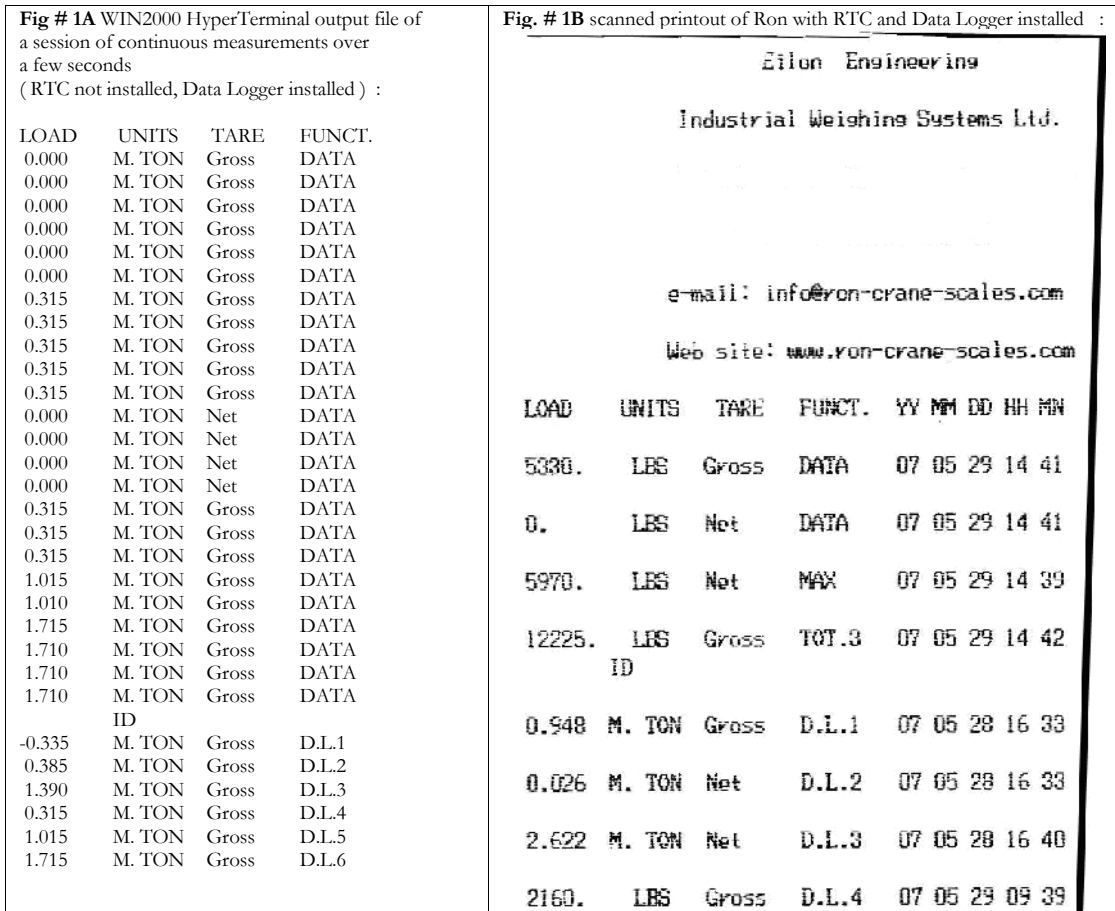 Fig # 1A WIN2000 HyperTerminal output file of
a session of continuous measurements over
a few seconds
( RTC not installed, Data Logger installed ) :
LOAD UNITS TARE FUNCT.
0.000 M. TON Gross DATA
0.000 M. TON Gross DATA
0.000 M. TON Gross DATA
0.000 M. TON Gross DATA
0.000 M. TON Gross DATA
0.000 M. TON Gross DATA
0.315 M. TON Gross DATA
0.315 M. TON Gross DATA
0.315 M. TON Gross DATA
0.315 M. TON Gross DATA
0.315 M. TON Gross DATA
0.000 M. TON Net DATA
0.000 M. TON Net DATA
0.000 M. TON Net DATA
0.000 M. TON Net DATA
0.315 M. TON Gross DATA
0.315 M. TON Gross DATA
0.315 M. TON Gross DATA
1.015 M. TON Gross DATA
1.010 M. TON Gross DATA
1.715 M. TON Gross DATA
1.710 M. TON Gross DATA
1.710 M. TON Gross DATA
1.710 M. TON Gross DATA
ID
-0.335 M. TON Gross D.L.1
0.385 M. TON Gross D.L.2
1.390 M. TON Gross D.L.3
0.315 M. TON Gross D.L.4
1.015 M. TON Gross D.L.5
1.715 M. TON Gross D.L.6
Fig. # 1B scanned printout of Ron with RTC and Data Logger installed :
Eilon Engineering
Industrial Weighing Systems Ltd.
e-mail: info@ron-crane-scales.com
Web site: www.ron-crane-scales.com
LOAD UNITS TARE FUNCT. YY MM DD HH MN
5330. LBS Gross DATA 07 05 29 14 41
0. LBS Net DATA 07 05 29 14 41
5970. LBS Net MAX 07 05 29 14 39
12225. LBS Gross TOT.3 07 05 29 14 42
ID
0.948 M. TON Gross D.L.1 07 05 28 16 33
0.026 M. TON Net D.L.2 07 05 28 16 33
2.622 M. TON Net D.L.3 07 05 28 16 40
2160. LBS Gross D.L.4 07 05 29 09 39